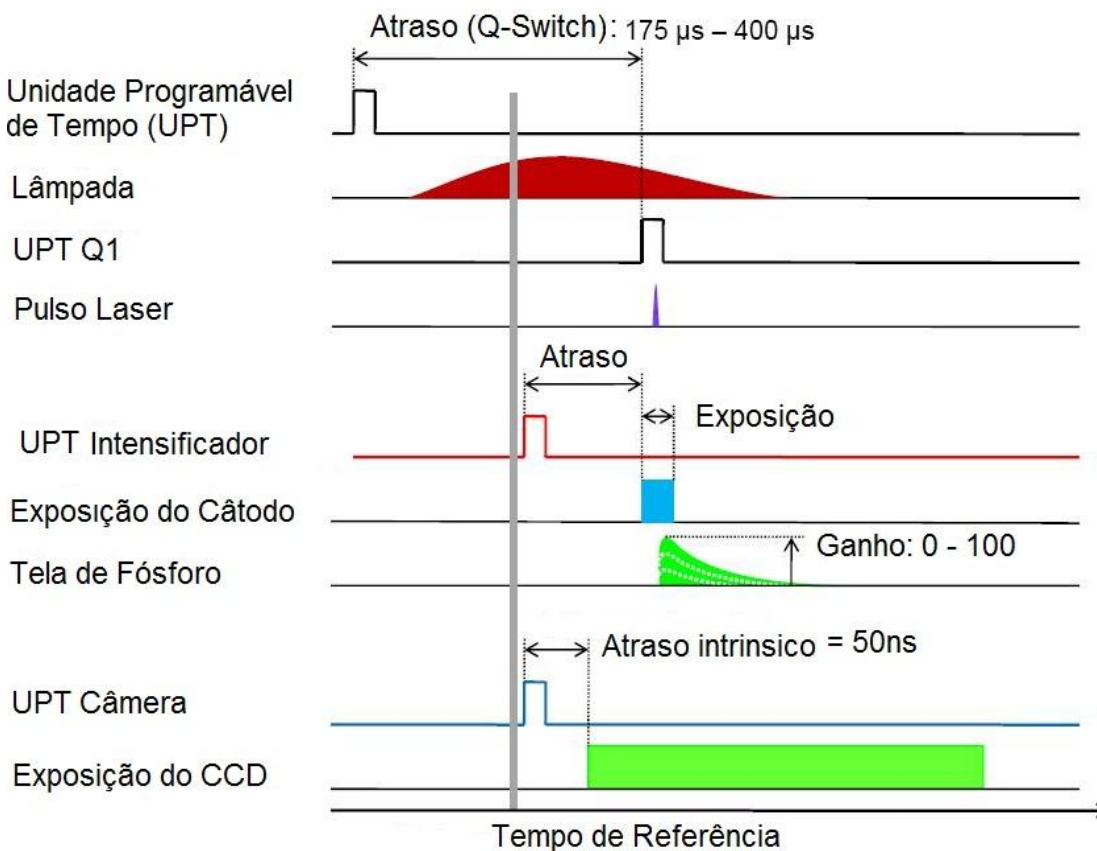 Atraso (Q-Switch): 175 µs – 400 µs
Unidade Programável
de Tempo (UPT)
Lâmpada
UPT Q1
Pulso Laser
Atraso
Exposição
UPT Intensificador
Exposıção do Câtodo
Ganho: 0 - 100
Tela de Fósforo
Atraso intrinsico = 50ns
UPT Câmera
Exposição do CCD
Tempo de Referência